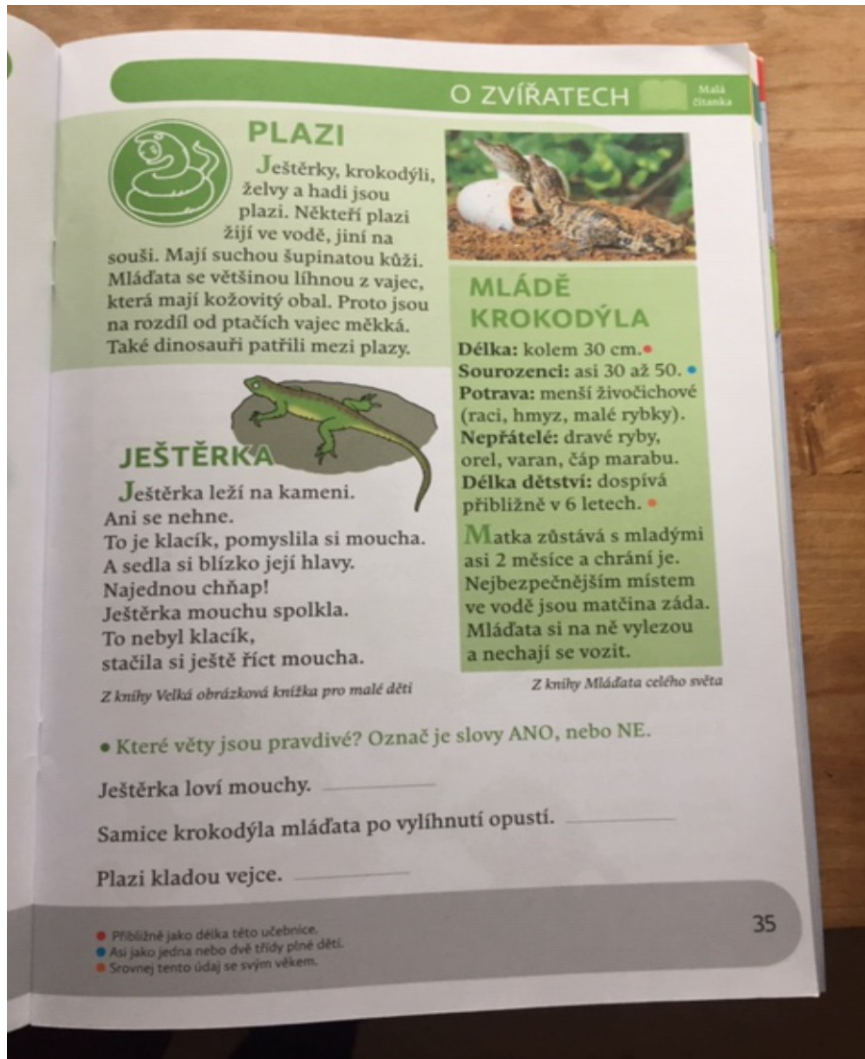 O ZVÍŘATECH
Malá
čítanka
PLAZI
Ještěrky, krokodýli,
želvy a hadi jsou
plazi. Někteří plazi
žijí ve vodě, jiní na
souši. Mají suchou šupinatou kůži.
Mláďata se většinou líhnou z vajec,
která mají kožovitý obal. Proto jsou
na rozdíl od ptačích vajec měkká.
Také dinosauři patřili mezi plazy.
JEŠTĚRKA
Ještěrka leží na kameni.
Ani se nehne.
To je klacík, pomyslila si moucha.
A sedla si blízko její hlavy.
Najednou chňap!
Ještěrka mouchu spolkla.
To nebyl klacík,
stačila si ještě říct moucha.
Z knihy Velká obrázková knížka pro malé děti
MLÁDĚ
KROKODÝLA
Délka: kolem 30 cm.
Sourozenci: asi 30 až 50.
Potrava: menší živočichové
(raci, hmyz, malé rybky).
Nepřátelé: dravé ryby,
orel, varan, čáp marabu.
Délka dětství: dospívá
přibližně v 6 letech.
Matka zůstává s mladými
asi 2 měsíce a chrání je.
Nejbezpečnějším místem
ve vodě jsou matčina záda.
Mláďata si na ně vylezou
a nechají se vozit.
Z knihy Mláďata celého světa
• Které věty jsou pravdivé? Označ je slovy ANO, nebo NE.
Ještěrka loví mouchy.
Samice krokodýla mláďata po vylíhnutí opustí.
Plazi kladou vejce.
Přibližně jako délka této učebnice.
Asi jako jedna nebo dvě třídy plné dětí.
Srovnej tento údaj se svým věkem.
35